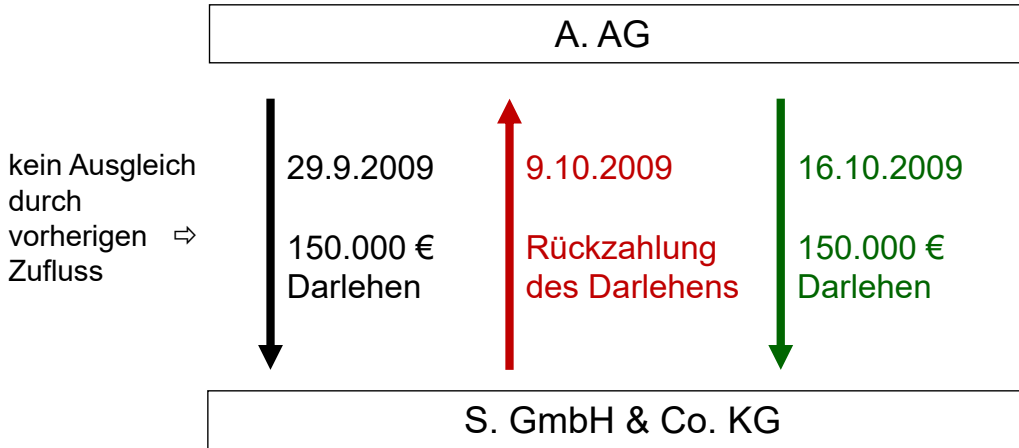 A. AG
kein Ausgleich
durch
vorherigen ⇨
Zufluss
29.9.2009
150.000 €
Darlehen
9.10.2009
Rückzahlung
des Darlehens
16.10.2009
150.000 €
Darlehen
S. GmbH & Co. KG